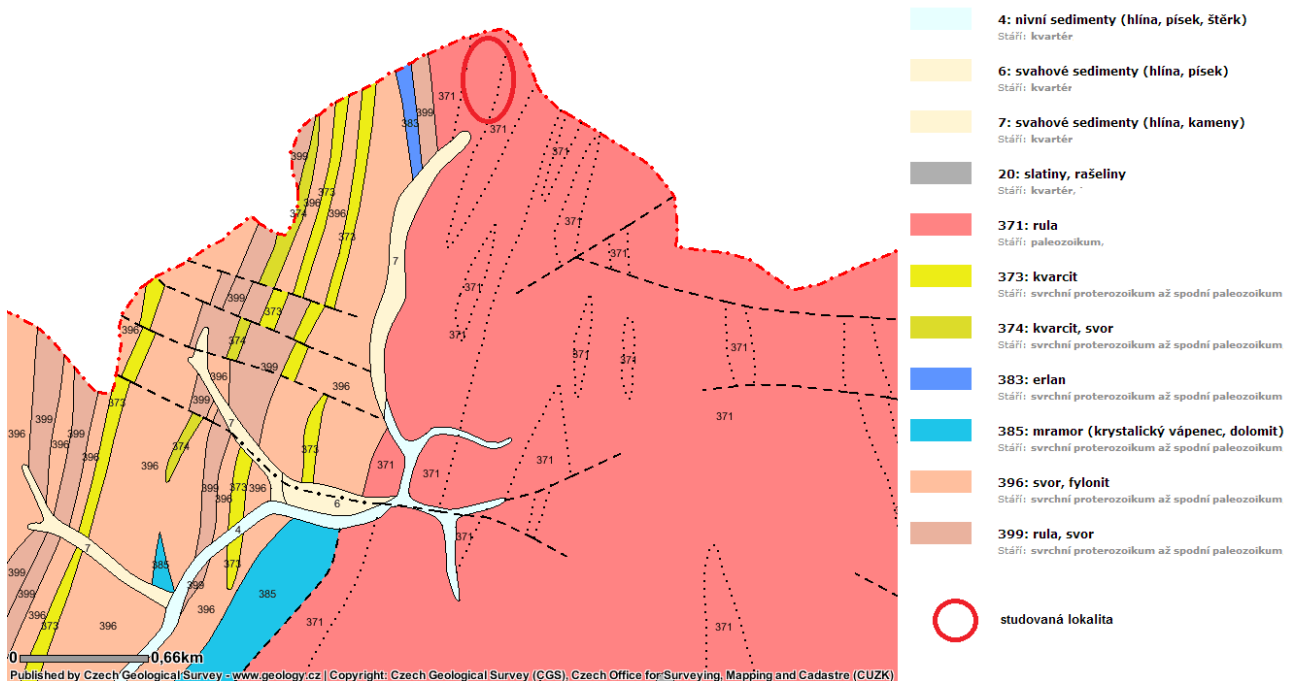 4: nivní sedimenty (hlína, písek, štěrk)
Stáří: kvartér
6: svahové sedimenty (hlína, písek)
Stáří: kvartér
7: svahové sedimenty (hlína, kameny)
Stáří: kvartér
20: slatiny, rašeliny
Stáří: kvartér,
371: rula
Stáří: paleozoikum,
373: kvarcit
Stáří: svrchní proterozoikum až spodní paleozoikum
374: kvarcit, svor
Stáří: svrchní proterozoikum až spodní paleozoikum
383: erlan
Stáří: svrchní proterozoikum až spodní paleozoikum
385: mramor (krystalický vápenec, dolomit)
Stáří: svrchní proterozoikum až spodní paleozoikum
396: svor, fylonit
Stáří: svrchní proterozoikum až spodní paleozoikum
399: rula, svor
Stáří: svrchní proterozoikum až spodní paleozoikum
studovaná lokalita
371
399
383
371
399
371
373
396
396
374
371
373
7
371
399
371
373
396
371
374
371
371
371
399
396
396
399
371
399
373
7
396
399
396
396
374
373
371
371
371
396
399
373
396
396
6
4
371
7
385
373
399
399
399
385
396
396
373
396
371
371
0
0,66km
Published by Czech Geological Survey - www.geology.cz | Copyright: Czech Geological Survey (CGS), Czech Office for Surveying, Mapping and Cadastre (CUZK)